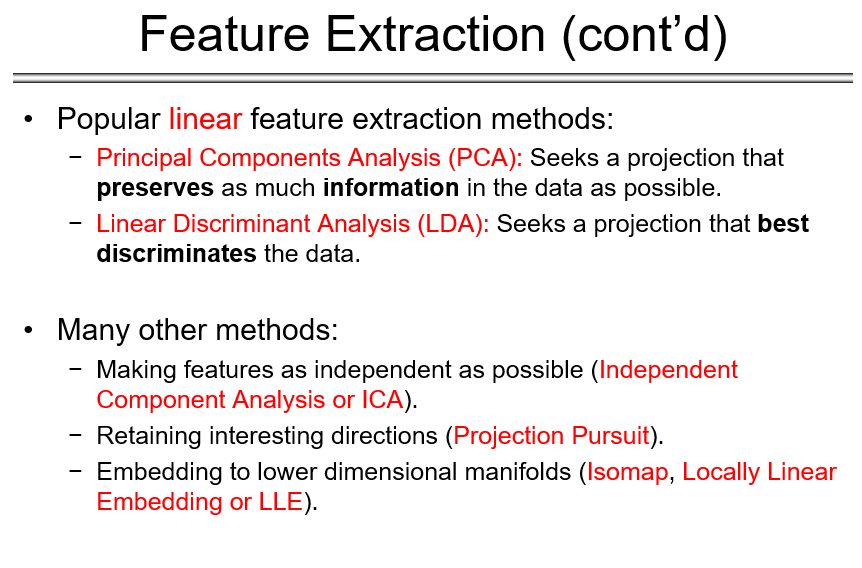 Feature Extraction (cont’d)
• Popular linear feature extraction methods:
− Principal Components Analysis (PCA): Seeks a projection that
preserves as much information in the data as possible.
− Linear Discriminant Analysis (LDA): Seeks a projection that best
discriminates the data.
• Many other methods:
− Making features as independent as possible (Independent
Component Analysis or ICA).
− Retaining interesting directions (Projection Pursuit).
− Embedding to lower dimensional manifolds (Isomap, Locally Linear
Embedding or LLE).